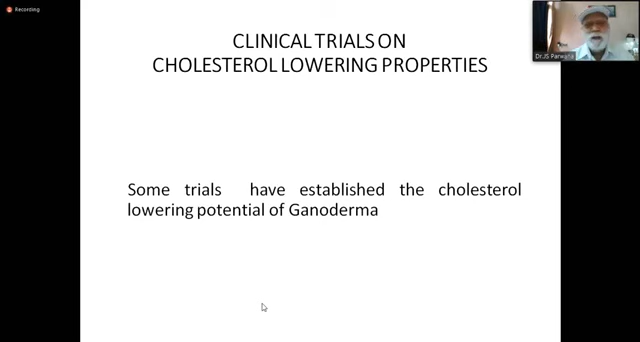 Recording
CLINICAL TRIALS ON
CHOLESTEROL LOWERING PROPERTIES
Dr.JS Parwana
Some trials have established the cholesterol
lowering potential of Ganoderma